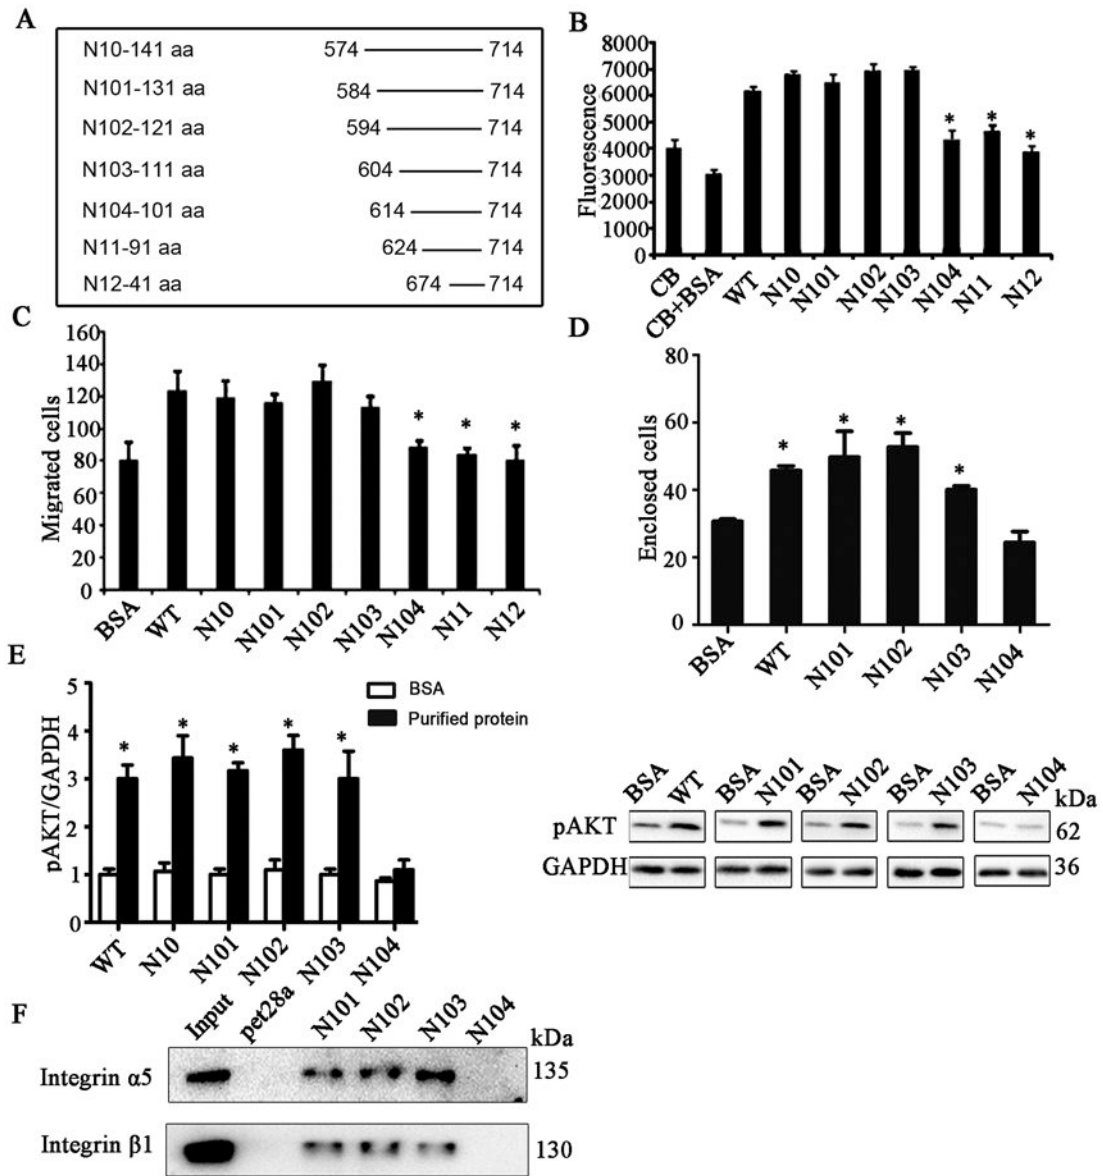 A
N10-141 aa 574 714
N101-131 aa 584 714
N102-121 aa 594 714
N103-111 aa 604 714
N104-101 aa 614 714
N11-91 aa 624 714
N12-41 aa 674 714
B
Fluorescence
8000
7000
6000
5000
4000
3000
2000
1000
0
* * *
CB CB+BSA WT N10 N101 N102 N103 N104 N11 N12
C
Migrated cells
160
140
120
100
80
60
40
20
0
* * *
BSA WT N10 N101 N102 N103 N104 N11 N12
D
Enclosed cells
80
60
40
20
0
* * * *
BSA WT N101 N102 N103 N104
E
pAKT/GAPDH
5
4
3
2
1
0
BSA
Purified protein
* * * * *
WT N10 N101 N102 N103 N104
BSA WT BSA N101 BSA N102 BSA N103 BSA N104 kDa
pAKT 62
GAPDH 36
F
Input pet28a N101 N102 N103 N104 kDa
Integrin α5 135
Integrin β1 130